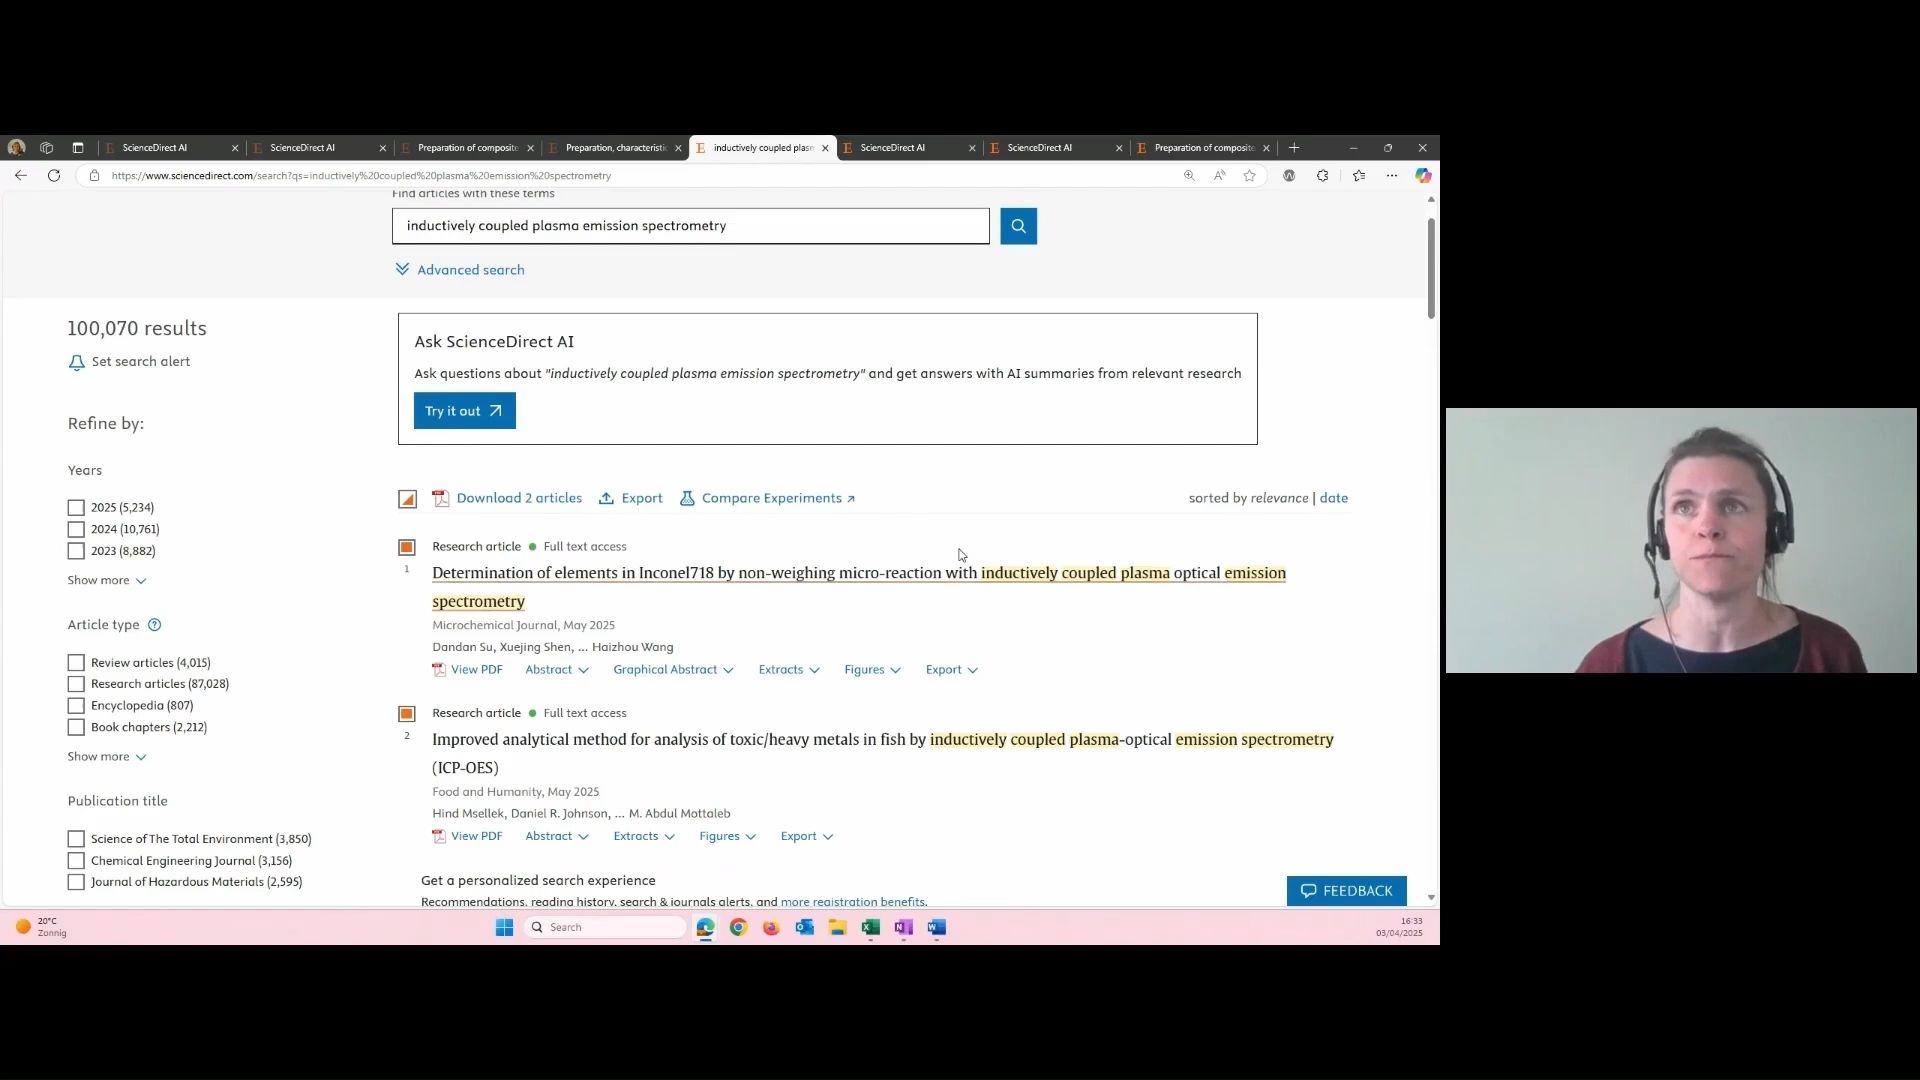 ScienceDirect AI
ScienceDirect AI
Preparation of composite
Preparation, characteristic
inductively coupled plasm
ScienceDirect AI
ScienceDirect AI
Preparation of composite
https://www.sciencedirect.com/search?qs=inductively%20coupled%20plasma%20emission%20spectrometry
Find articles with these terms
inductively coupled plasma emission spectrometry
Advanced search
100,070 results
Set search alert
Refine by:
Years
2025 (5,234)
2024 (10,761)
2023 (8,882)
Show more
Article type
Review articles (4,015)
Research articles (87,028)
Encyclopedia (807)
Book chapters (2,212)
Show more
Publication title
Science of The Total Environment (3,850)
Chemical Engineering Journal (3,156)
Journal of Hazardous Materials (2,595)
Ask ScienceDirect AI
Ask questions about "inductively coupled plasma emission spectrometry" and get answers with AI summaries from relevant research
Try it out
Download 2 articles Export Compare Experiments
sorted by relevance | date
Research article Full text access
1
Determination of elements in Inconel718 by non-weighing micro-reaction with inductively coupled plasma optical emission
spectrometry
Microchemical Journal, May 2025
Dandan Su, Xuejing Shen, ... Haizhou Wang
View PDF Abstract Graphical Abstract Extracts Figures Export
Research article Full text access
2
Improved analytical method for analysis of toxic/heavy metals in fish by inductively coupled plasma-optical emission spectrometry
(ICP-OES)
Food and Humanity, May 2025
Hind Msellek, Daniel R. Johnson, ... M. Abdul Mottaleb
View PDF Abstract Extracts Figures Export
Get a personalized search experience
Recommendations, reading history, search & journals alerts, and more registration benefits.
FEEDBACK
20°C
Zonnig
Search
16:33
03/04/2025